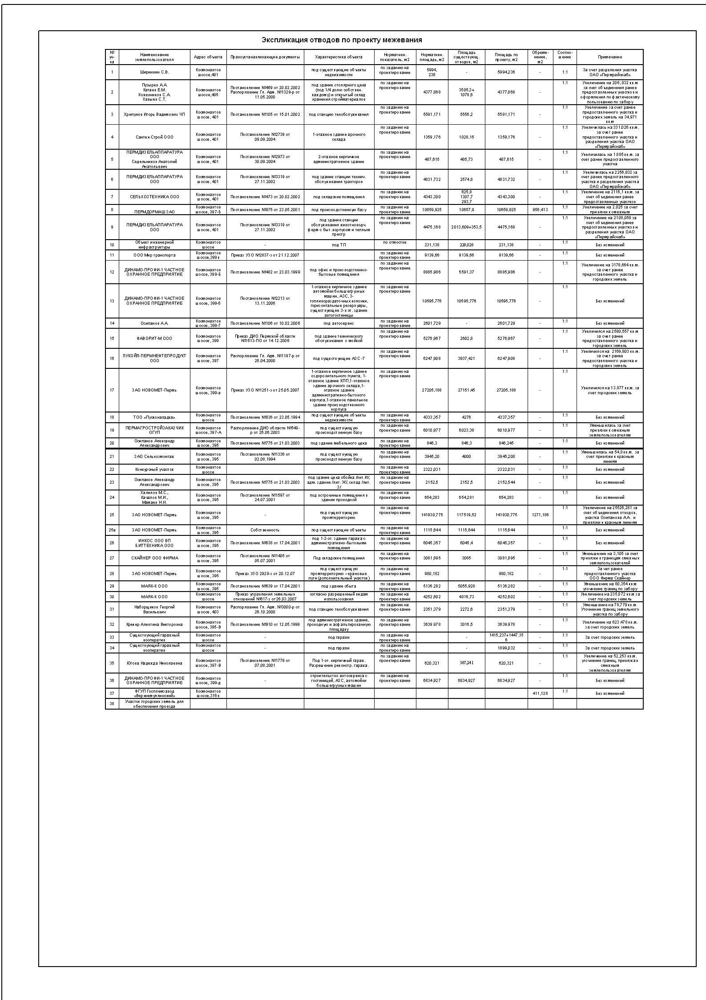 Экспликация отводов по проекту межевания
№ уч-ка | Наименование землепользователя | Адрес объекта | Правоустанавливающие документы | Характеристика объекта | Нормативн. показатель, м2 | Нормативн. площадь, м2 | Площадь существующ. отводов, м2 | Площадь по проекту, м2 | Обреме-нение, м2 | Соотно-шение | Примечание
1 | Ширинкин С.В. | Космонавтов шоссе,401 | | под существующие объекты недвижимости | по заданию на проектирование | 5994, 236 | - | 5994,236 | - | 1:1 | За счет разделения участка ОАО «Пермрайснаб»
2 | Пузырев А.А. Катаев Е.М. Кожевников С.А. Хавыев С.Т. | Космонавтов шоссе,405 | Постановление №469 от 20.02.2002 Распоряжение Гл. Адм. №1329-р от 11.05.2000 | под здание столярного цеха (под 1/4 долю собствен. каждому) и открытый склад хранения стройматериалов | по заданию на проектирование | 4377,868 | 3505,3+ 1078,6 | 4377,868 | - | 1:1 | Увеличение на 206,032 кв.м за счет объединения ранее предоставленных участков и оформления по фактическому пользованию по забору
3 | Хрипунов Игорь Вадимович ЧП | Космонавтов шоссе, 401 | Постановление №105 от 15.01.2002 | под станцию техобслуживания | по заданию на проектирование | 5591,171 | 5556,2 | 5591,171 | - | 1:1 | Увеличение за счет ранее предоставленного участка и городских земель на 34,971 кв.м
4 | Сантех-Строй ООО | Космонавтов шоссе, 401 | Постановление №2739 от 09.09.2004 | 1-этажное здание арочного склада | по заданию на проектирование | 1359,176 | 1028,15 | 1359,176 | - | 1:1 | Увеличилась на 331.026 кв.м. за счет ранее предоставленного участка и разделения участка ОАО «Пермрайснаб»
5 | ПЕРМДИЗЕЛЬАППАРАТУРА ООО Седельников Анатолий Анатольевич | Космонавтов шоссе, 401 | Постановление №2973 от 30.09.2004 | 2-этажное кирпичное административное здание | по заданию на проектирование | 487,615 | 485,73 | 487,615 | - | 1:1 | Увеличилась на 1.885 кв.м. за счет ранее предоставленного участка
6 | ПЕРМДИЗЕЛЬАППАРАТУРА ООО | Космонавтов шоссе, 401 | Постановление №3319 от 27.11.2002 | под здание станции технич. обслуживания тракторов | по заданию на проектирование | 4831,732 | 2574,8 | 4831,732 | - | 1:1 | Увеличилась на 2256,932 за счет ранее предоставленного участка и разделения участка ОАО «Пермрайснаб»
7 | СЕЛЬХОЗТЕХНИКА ООО | Космонавтов шоссе, 401 | Постановление №473 от 20.02.2002 | под складские помещения | по заданию на проектирование | 4343,300 | 625,8 1307,7 293,7 | 4343,300 | - | 1:1 | Увеличение на 2116,1 кв.м. за счет объединения ранее предоставленных участков
8 | ПЕРМДОРМАШ ЗАО | Космонавтов шоссе, 397-Б | Постановление №975 от 23.05.2001 | под производственную базу | по заданию на проектирование | 10659,925 | 10657,9 | 10659,925 | 956,413 | 1:1 | Увеличение на 2.025 за счет привязки к смежным
9 | ПЕРМДИЗЕЛЬАППАРАТУРА ООО | Космонавтов шоссе, 401 | Постановление №3319 от 27.11.2002 | под здание станции обслуживания животноводч. ферм с быт. корпусом и теплым пристр | по заданию на проектирование | 4475,168 | 2013,609+353,5 | 4475,168 | - | 1:1 | Увеличение на 2108,059 за счет объединения ранее предоставленных участков и разделения участка ОАО «Пермрайснаб»
10 | Объект инженерной инфраструктуры | Космонавтов шоссе | - | под ТП | по отмостке | 231,138 | 229,028 | 231,138 | - | 1:1 | Без изменений
11 | ООО Мир транспорта | Космонавтов шоссе,399в | Приказ УЗО №2837-з от 21.12.2007 | | по заданию на проектирование | 9139,66 | 9139,66 | 9139,66 | - | 1:1 | Без изменений
12 | ДИНАМО-ПРОФИ-1 ЧАСТНОЕ ОХРАННОЕ ПРЕДПРИЯТИЕ | Космонавтов шоссе, 399-Б | Постановление №482 от 23.03.1999 | под офис и производственно-бытовые помещения | по заданию на проектирование | 8885,986 | 5591,37 | 8885,986 | - | 1:1 | Увеличение на 3178,664 кв.м. за счет ранее предоставленного участка и городских земель
13 | ДИНАМО-ПРОФИ-1 ЧАСТНОЕ ОХРАННОЕ ПРЕДПРИЯТИЕ | Космонавтов шоссе, 399-б | Постановление №2213 от 13.11.2006 | 1-этажное кирпичное здание автомойки большегрузных машин, АЗС, 3-топливораздаточных колонки, горизонтальные резервуары, существующее 3-х эт. здание автогостиницы | по заданию на проектирование | 10595,776 | 10595,776 | 10595,776 | - | 1:1 | Без изменений
14 | Осипанов А.А. | Космонавтов шоссе, 399-Г | Постановление №106 от 10.02.2006 | под автосервис | по заданию на проектирование | 2601,729 | - | 2601,729 | - | 1:1 | Без изменений
15 | ФАВОРИТ-М ООО | Космонавтов шоссе, 399 | Приказ ДИО Пермской области №1613-ПО от 14.12.2006 | под здание технического обслуживания с мойкой | по заданию на проектирование | 5276,967 | 2602,8 | 5276,967 | - | 1:1 | Увеличился на 2580,557 кв.м за счет ранее предоставленного участка и городских земель
16 | ЛУКОЙЛ-ПЕРМНЕФТЕПРОДУКТ ООО | Космонавтов шоссе, 397 | Распоряжение Гл. Адм. №1197-р от 26.04.2000 | под существующие АЗС-7 | по заданию на проектирование | 6247,908 | 3937,421 | 6247,908 | - | 1:1 | Увеличился на 2169,803 кв.м. за счет ранее предоставленного участка и городских земель
17 | ЗАО НОВОМЕТ-Пермь | Космонавтов шоссе, 399-а | Приказ УЗО №1251-з от 25.05.2007 | 1-этажное кирпичное здание оздоровительного пункта, 1-этажное здание КПП,1-этажное здание арочного склада,1-этажное здание административно-бытового корпуса,1-этажное панельное здание производственного корпуса | по заданию на проектирование | 27205,188 | 27151,45 | 27205,188 | - | 1:1 | Увеличился на 13.877 кв.м. за счет городских земель
18 | ТОО «Пусконаладка» | Космонавтов шоссе | Постановление №836 от 23.05.1994 | под существующие объекты недвижимости | по заданию на проектирование | 4333,357 | 4276 | 4337,357 | - | 1:1 | Без изменений
19 | ПЕРМАГРОСТРОЙЗАКАЗЧИК ОГУП | Космонавтов шоссе, 397-А | Распоряжение ДИО области №549-р от 26.06.2003 | под существующую производственную базу | по заданию на проектирование | 6010,977 | 6023,38 | 6010,977 | - | 1:1 | Уменьшилась за счет привязки к смежным землепользователям
20 | Осипанов Александр Александрович | Космонавтов шоссе, 395 | Постановление №775 от 21.03.2003 | под здание мебельного цеха | по заданию на проектирование | 846,3 | 846,3 | 846,245 | - | 1:1 | Без изменений
21 | ЗАО Сельхозмонтаж | Космонавтов шоссе, 395 | Постановление №1336 от 02.08.1994 | под существующую производственную базу | по заданию на проектирование | 3945,20 | 4000 | 3945,200 | - | 1:1 | Уменьшилась на 54,8 кв.м. за счет привязки к красным линиям
22 | Конкурсный участок | Космонавтов шоссе | | | по заданию на проектирование | 2322,031 | | 2322,031 | - | 1:1 | Без изменений
23 | Осипанов Александр Александрович | Космонавтов шоссе, 395 | Постановление №775 от 21.03.2003 | под здание цеха обойка /лит.И/, адм. здание /лит. Ж/, склад /лит. З/ | по заданию на проектирование | 2152,5 | 2152,5 | 2152,544 | - | 1:1 | Без изменений
24 | Халилов М.С., Качалов М.И., Мамаев Н.Н. | Космонавтов шоссе, 395 | Постановление №1597 от 24.07.2001 | под встроенные помещения в здании проходной | по заданию на проектирование | 654,283 | 654,281 | 654,283 | - | 1:1 | Без изменений
25 | ЗАО НОВОМЕТ-Пермь | Космонавтов шоссе, 395 | - | под существующую промтерриторию | по заданию на проектирование | 141930,775 | 117519,52 | 141930,775 | 1271,186 | 1:1 | Увеличение на 25526,281 за счет объединения отводов, участка Осипанова А.А. и привязки к красным линиям
25а | ЗАО НОВОМЕТ-Пермь | Космонавтов шоссе, 395 | Собственность | под существующие объекты | по заданию на проектирование | 1115,644 | 1115,644 | 1115,644 | | 1:1 | Без изменений
26 | ИНКОС ООО ВП БИТТЕХНИКА ООО | Космонавтов шоссе, 395 | Постановление №638 от 17.04.2001 | под 1-2-эт. здание гаража с административно-бытовыми помещения | по заданию на проектирование | 6045,357 | 6045,4 | 6045,357 | - | 1:1 | Без изменений
27 | СКАЙНЕР ООО ФИРМА | Космонавтов шоссе, 395 | Постановление №1405 от 05.07.2001 | Под складские помещения | по заданию на проектирование | 3081,895 | 3085 | 3081,895 | - | 1:1 | Уменьшение на 3,105 за счет привязки к границам смежных землепользователей
28 | ЗАО НОВОМЕТ-Пермь | Космонавтов шоссе, 395 | Приказ УЗО 2929-з от 20.12.07 | под существующую промтерриторию – крановые пути (дополнительный участок) | по заданию на проектирование | 980,182 | | 980,182 | | 1:1 | За чет ранее предоставленного участка ООО Фирма Скайнер
29 | МАЯК-К ООО | Космонавтов шоссе, 395 | Постановление №639 от 17.04.2001 | под здание сбыта | по заданию на проектирование | 5136.282 | 5055,928 | 5136.282 | - | 1:1 | Уменьшение на 80,354 кв.м уточнение границ по забору
30 | МАЯК-К ООО | Космонавтов шоссе | Приказ управления земельных отношений №617-з от 26.03.2007 | согласно разрешенный видам использования | по заданию на проектирование | 4252,602 | 4016,73 | 4252,602 | - | 1:1 | Увеличение на 235,872 кв.м за счет городских земель
31 | Наборщиков Георгий Васильевич | Космонавтов шоссе, 403 | Распоряжение Гл. Адм. №3000-р от 26.10.2000 | под станцию техобслуживания | по заданию на проектирование | 2351,379 | 2272,6 | 2351,379 | - | 1:1 | Уменьшение на 78,779 кв.м. Уточнение границ земельного участка по забору
32 | Крекер Алевтина Викторовна | Космонавтов шоссе, 395-В | Постановление №910 от 12.05.1999 | под административное здание, проходную и асфальтированную площадку | по заданию на проектирование | 3639.978 | 3016,5 | 3639.978 | - | 1:1 | Увеличение на 623.478 кв.м. за счет городских земель
33 | Существующий гаражный кооператив | Космонавтов шоссе | - | под гаражи | по заданию на проектирование | | - | 1415,237+1447,156 | - | 1:1 | За счет городских земель
34 | Существующий гаражный кооператив | Космонавтов шоссе | - | под гаражи | по заданию на проектирование | | - | 1899,032 | - | 1:1 | За счет городских земель
35 | Югова Надежда Николаевна | Космонавтов шоссе, 397-В | Постановление №1779 от 07.08.2001 | Под 1-эт. кирпичный гараж. Разрешение реконстр. гаража. | по заданию на проектирование | 620,321 | 567,241 | 620,321 | - | 1:1 | Увеличение на 52,253 кв.м. уточнение границ, привязка к смежным землепользователям
36 | ДИНАМО-ПРОФИ-1 ЧАСТНОЕ ОХРАННОЕ ПРЕДПРИЯТИЕ | Космонавтов шоссе, 399-д | - | строительство автосервиса с гостиницей, АЗС, автомойки большегрузных машин | по заданию на проектирование | 6834,927 | 6834,927 | 6834,927 | - | 1:1 | Без изменений
37 | ФГУП Госплемзавод «Верхнемуллинский» | Космонавтов шоссе,316в | | | | | | | 411,128 | 1:1 | Без изменений
38 | Участок городских земель для обеспечения проезда